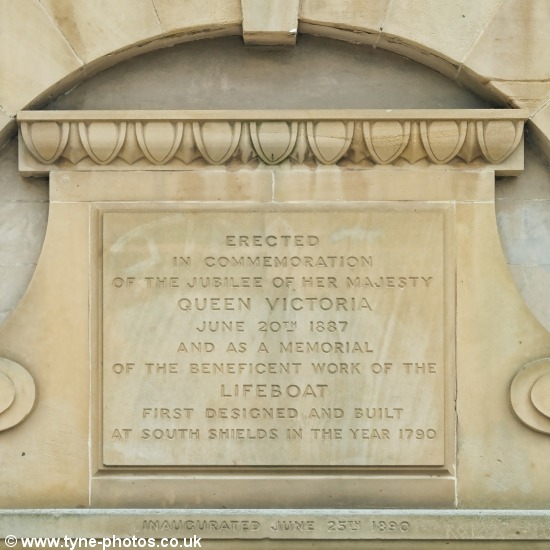 ERECTED
IN COMMEMORATION
OF THE JUBILEE OF HER MAJESTY
QUEEN VICTORIA
JUNE 20TH 1887
AND AS A MEMORIAL
OF THE BENEFICENT WORK OF THE
LIFEBOAT
FIRST DESIGNED AND BUILT
AT SOUTH SHIELDS IN THE YEAR 1790
INAUGURATED JUNE 25TH 1890
© www.tyne-photos.co.uk